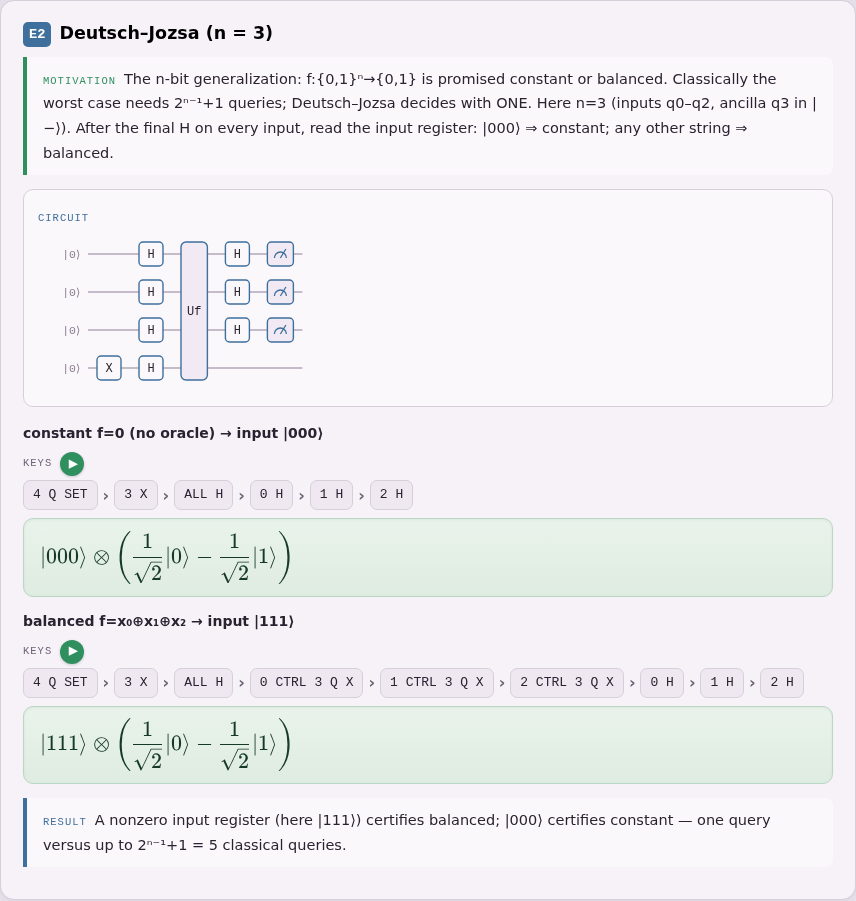 E2 Deutsch–Jozsa (n = 3)
MOTIVATION The n-bit generalization: f:{0,1}ⁿ→{0,1} is promised constant or balanced. Classically the
worst case needs 2ⁿ⁻¹+1 queries; Deutsch–Jozsa decides with ONE. Here n=3 (inputs q0–q2, ancilla q3 in |
−⟩). After the final H on every input, read the input register: |000⟩ ⇒ constant; any other string ⇒
balanced.
CIRCUIT
|0⟩ H H
|0⟩ H H
Uf
|0⟩ H H
|0⟩ X H
constant f=0 (no oracle) → input |000⟩
KEYS
4 Q SET › 3 X › ALL H › 0 H › 1 H › 2 H
|000⟩ ⊗ (1/√2|0⟩ − 1/√2|1⟩)
balanced f=x₀⊕x₁⊕x₂ → input |111⟩
KEYS
4 Q SET › 3 X › ALL H › 0 CTRL 3 Q X › 1 CTRL 3 Q X › 2 CTRL 3 Q X › 0 H › 1 H › 2 H
|111⟩ ⊗ (1/√2|0⟩ − 1/√2|1⟩)
RESULT A nonzero input register (here |111⟩) certifies balanced; |000⟩ certifies constant — one query
versus up to 2ⁿ⁻¹+1 = 5 classical queries.